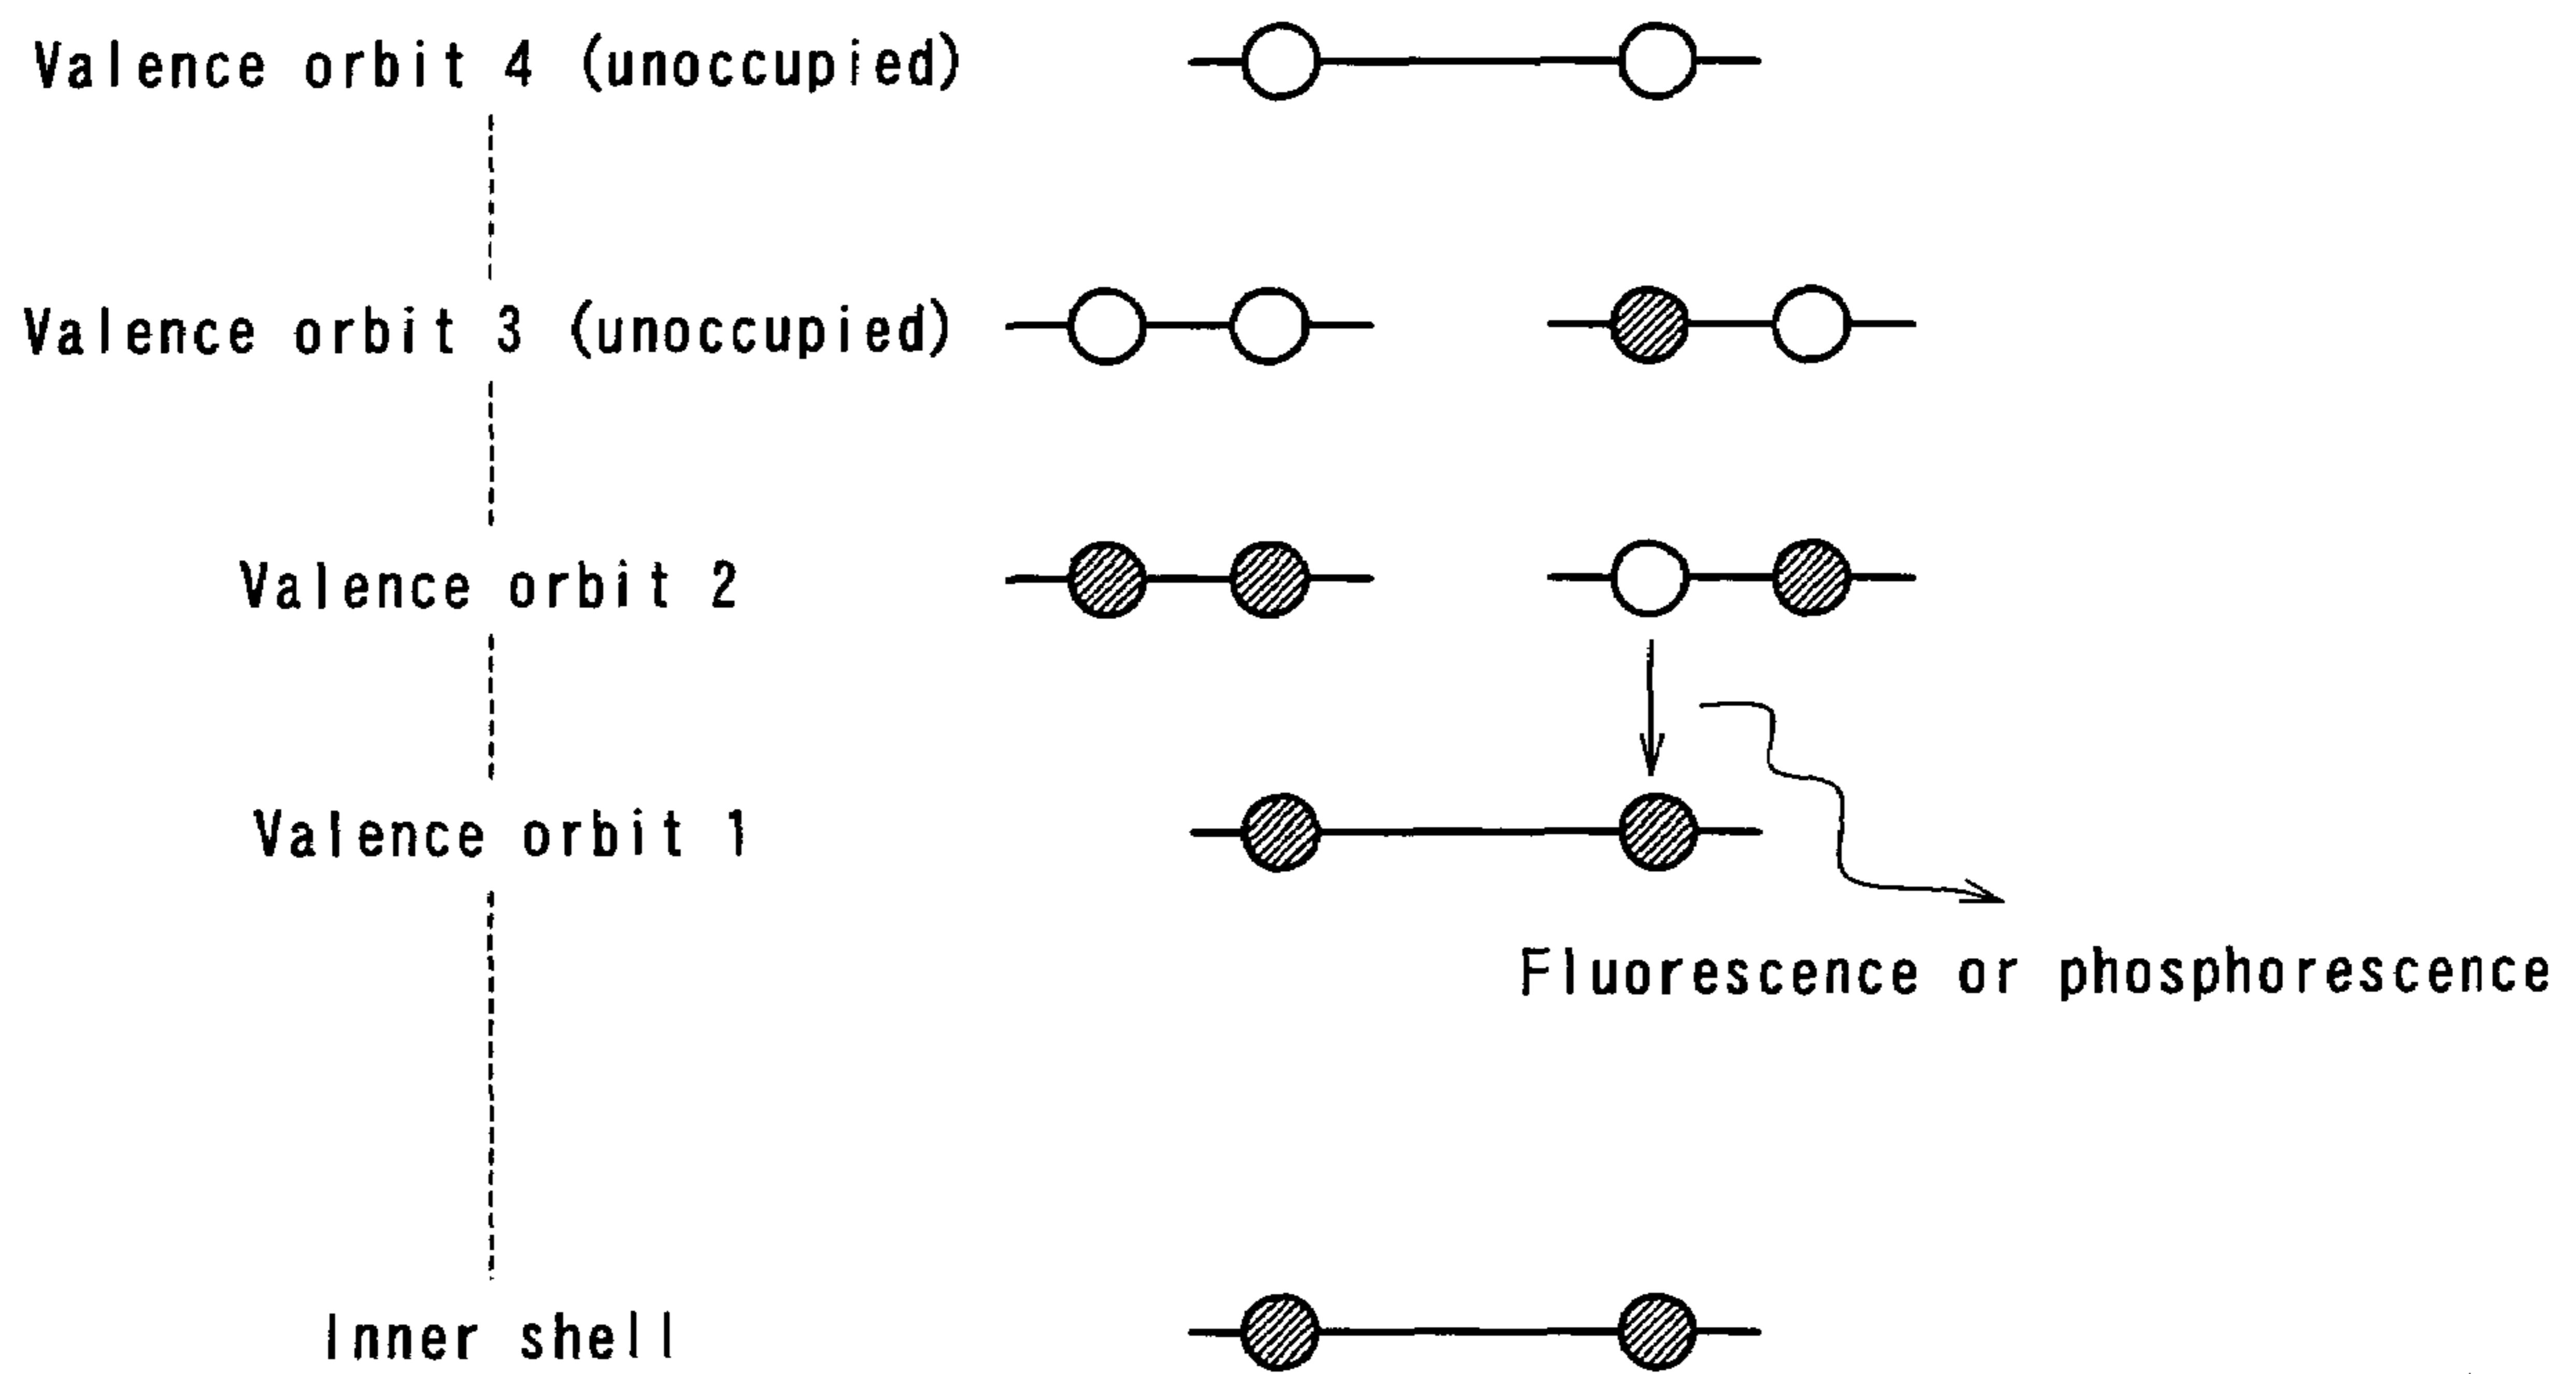 Valence orbit 4 (unoccupied)
Valence orbit 3 (unoccupied)
Valence orbit 2
Valence orbit 1
Fluorescence or phosphorescence
Inner shell